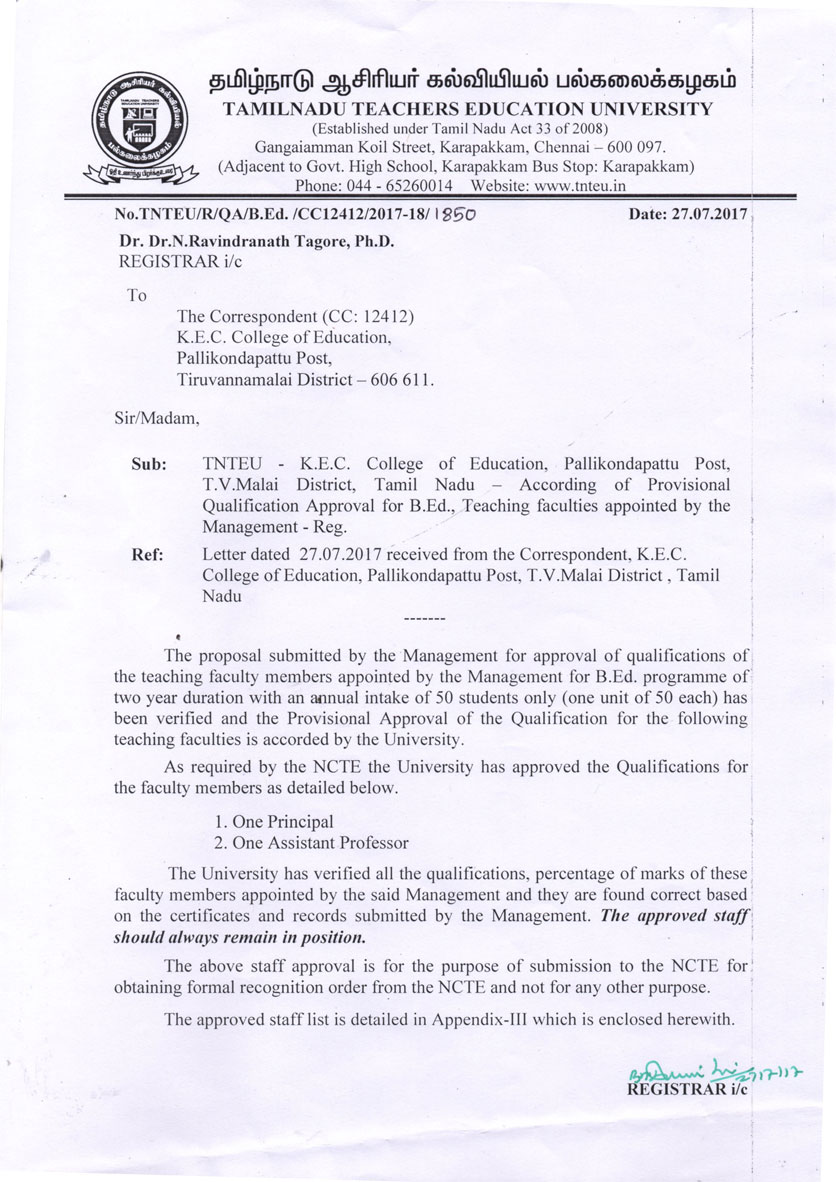 தமிழ்நாடு ஆசிரியர் கல்வியியல் பல்கலைக்கழகம்
TAMILNADU TEACHERS EDUCATION UNIVERSITY
(Established under Tamil Nadu Act 33 of 2008)
Gangaiamman Koil Street, Karapakkam, Chennai – 600 097.
(Adjacent to Govt. High School, Karapakkam Bus Stop: Karapakkam)
Phone: 044 - 65260014 Website: www.tnteu.in
No.TNTEU/R/QA/B.Ed. /CC12412/2017-18/ 1850 Date: 27.07.2017
Dr. Dr.N.Ravindranath Tagore, Ph.D.
REGISTRAR i/c
To
The Correspondent (CC: 12412)
K.E.C. College of Education,
Pallikondapattu Post,
Tiruvannamalai District – 606 611.
Sir/Madam,
Sub: TNTEU - K.E.C. College of Education, Pallikondapattu Post,
T.V.Malai District, Tamil Nadu – According of Provisional
Qualification Approval for B.Ed., Teaching faculties appointed by the
Management - Reg.
Ref: Letter dated 27.07.2017 received from the Correspondent, K.E.C.
College of Education, Pallikondapattu Post, T.V.Malai District , Tamil
Nadu
-------
The proposal submitted by the Management for approval of qualifications of
the teaching faculty members appointed by the Management for B.Ed. programme of
two year duration with an annual intake of 50 students only (one unit of 50 each) has
been verified and the Provisional Approval of the Qualification for the following
teaching faculties is accorded by the University.
As required by the NCTE the University has approved the Qualifications for
the faculty members as detailed below.
1. One Principal
2. One Assistant Professor
The University has verified all the qualifications, percentage of marks of these
faculty members appointed by the said Management and they are found correct based
on the certificates and records submitted by the Management. The approved staff
should always remain in position.
The above staff approval is for the purpose of submission to the NCTE for
obtaining formal recognition order from the NCTE and not for any other purpose.
The approved staff list is detailed in Appendix-III which is enclosed herewith.
27/7/17
REGISTRAR i/c